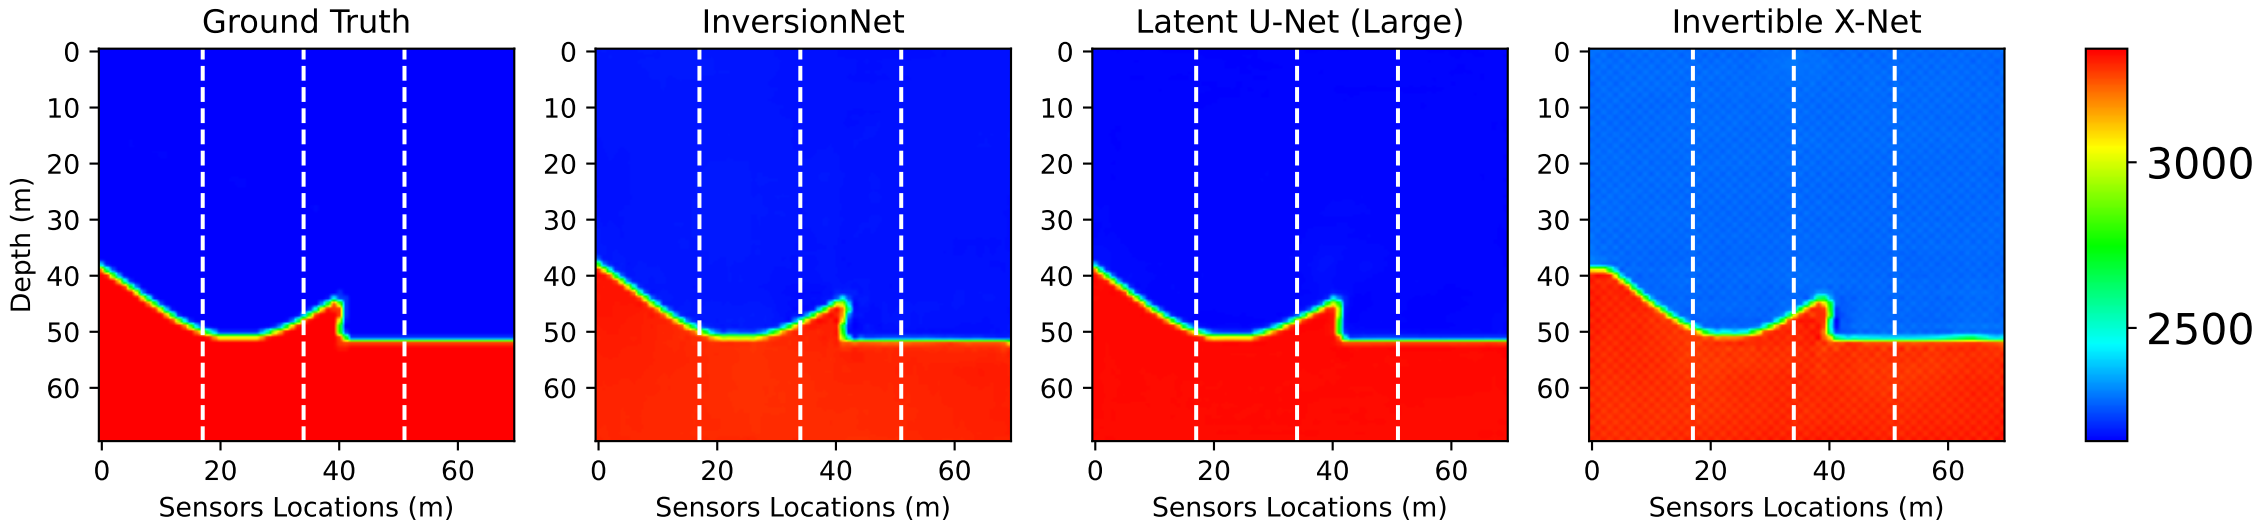 Ground Truth InversionNet Latent U-Net (Large) Invertible X-Net
0 0 0 0
10 10 10 10
20 20 20 20
30 30 30 30
40 40 40 40
50 50 50 50
60 60 60 60
Depth (m)
3000
2500
0 20 40 60 0 20 40 60 0 20 40 60 0 20 40 60
Sensors Locations (m) Sensors Locations (m) Sensors Locations (m) Sensors Locations (m)